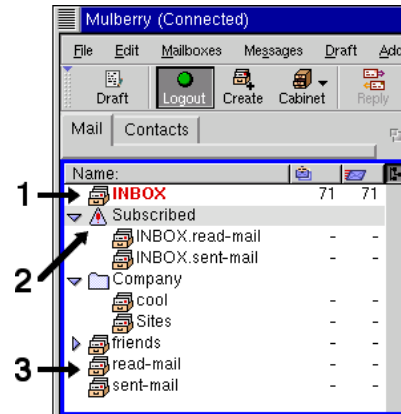 Mulberry (Connected)
File Edit Mailboxes Messages Draft Add
Draft Logout Create Cabinet Reply
Mail Contacts
Name:
1 INBOX 71 71
Subscribed
INBOX.read-mail - -
2 INBOX.sent-mail - -
Company
cool - -
Sites - -
friends - -
3 read-mail - -
sent-mail - -